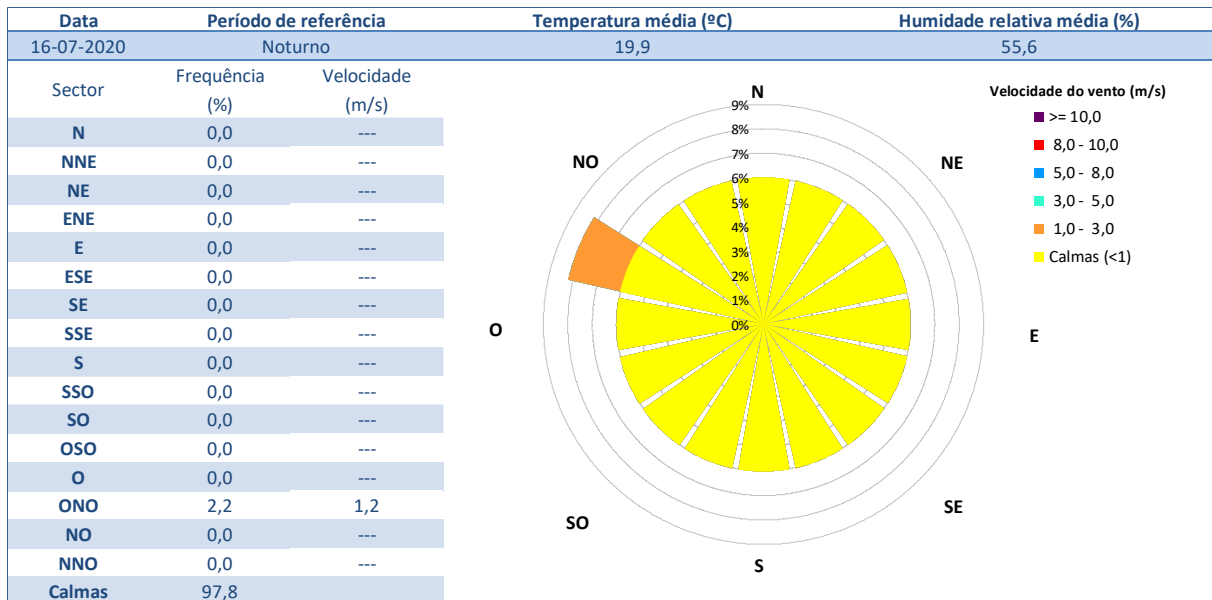 Data Período de referência Temperatura média (ºC) Humidade relativa média (%)
16-07-2020 Noturno 19,9 55,6
Sector Frequência (%) Velocidade (m/s)
N 0,0 ---
NNE 0,0 ---
NE 0,0 ---
ENE 0,0 ---
E 0,0 ---
ESE 0,0 ---
SE 0,0 ---
SSE 0,0 ---
S 0,0 ---
SSO 0,0 ---
SO 0,0 ---
OSO 0,0 ---
O 0,0 ---
ONO 2,2 1,2
NO 0,0 ---
NNO 0,0 ---
Calmas 97,8
N
NE
E
SE
S
SO
O
NO
9%
8%
7%
6%
5%
4%
3%
2%
1%
0%
Velocidade do vento (m/s)
>= 10,0
8,0 - 10,0
5,0 - 8,0
3,0 - 5,0
1,0 - 3,0
Calmas (<1)